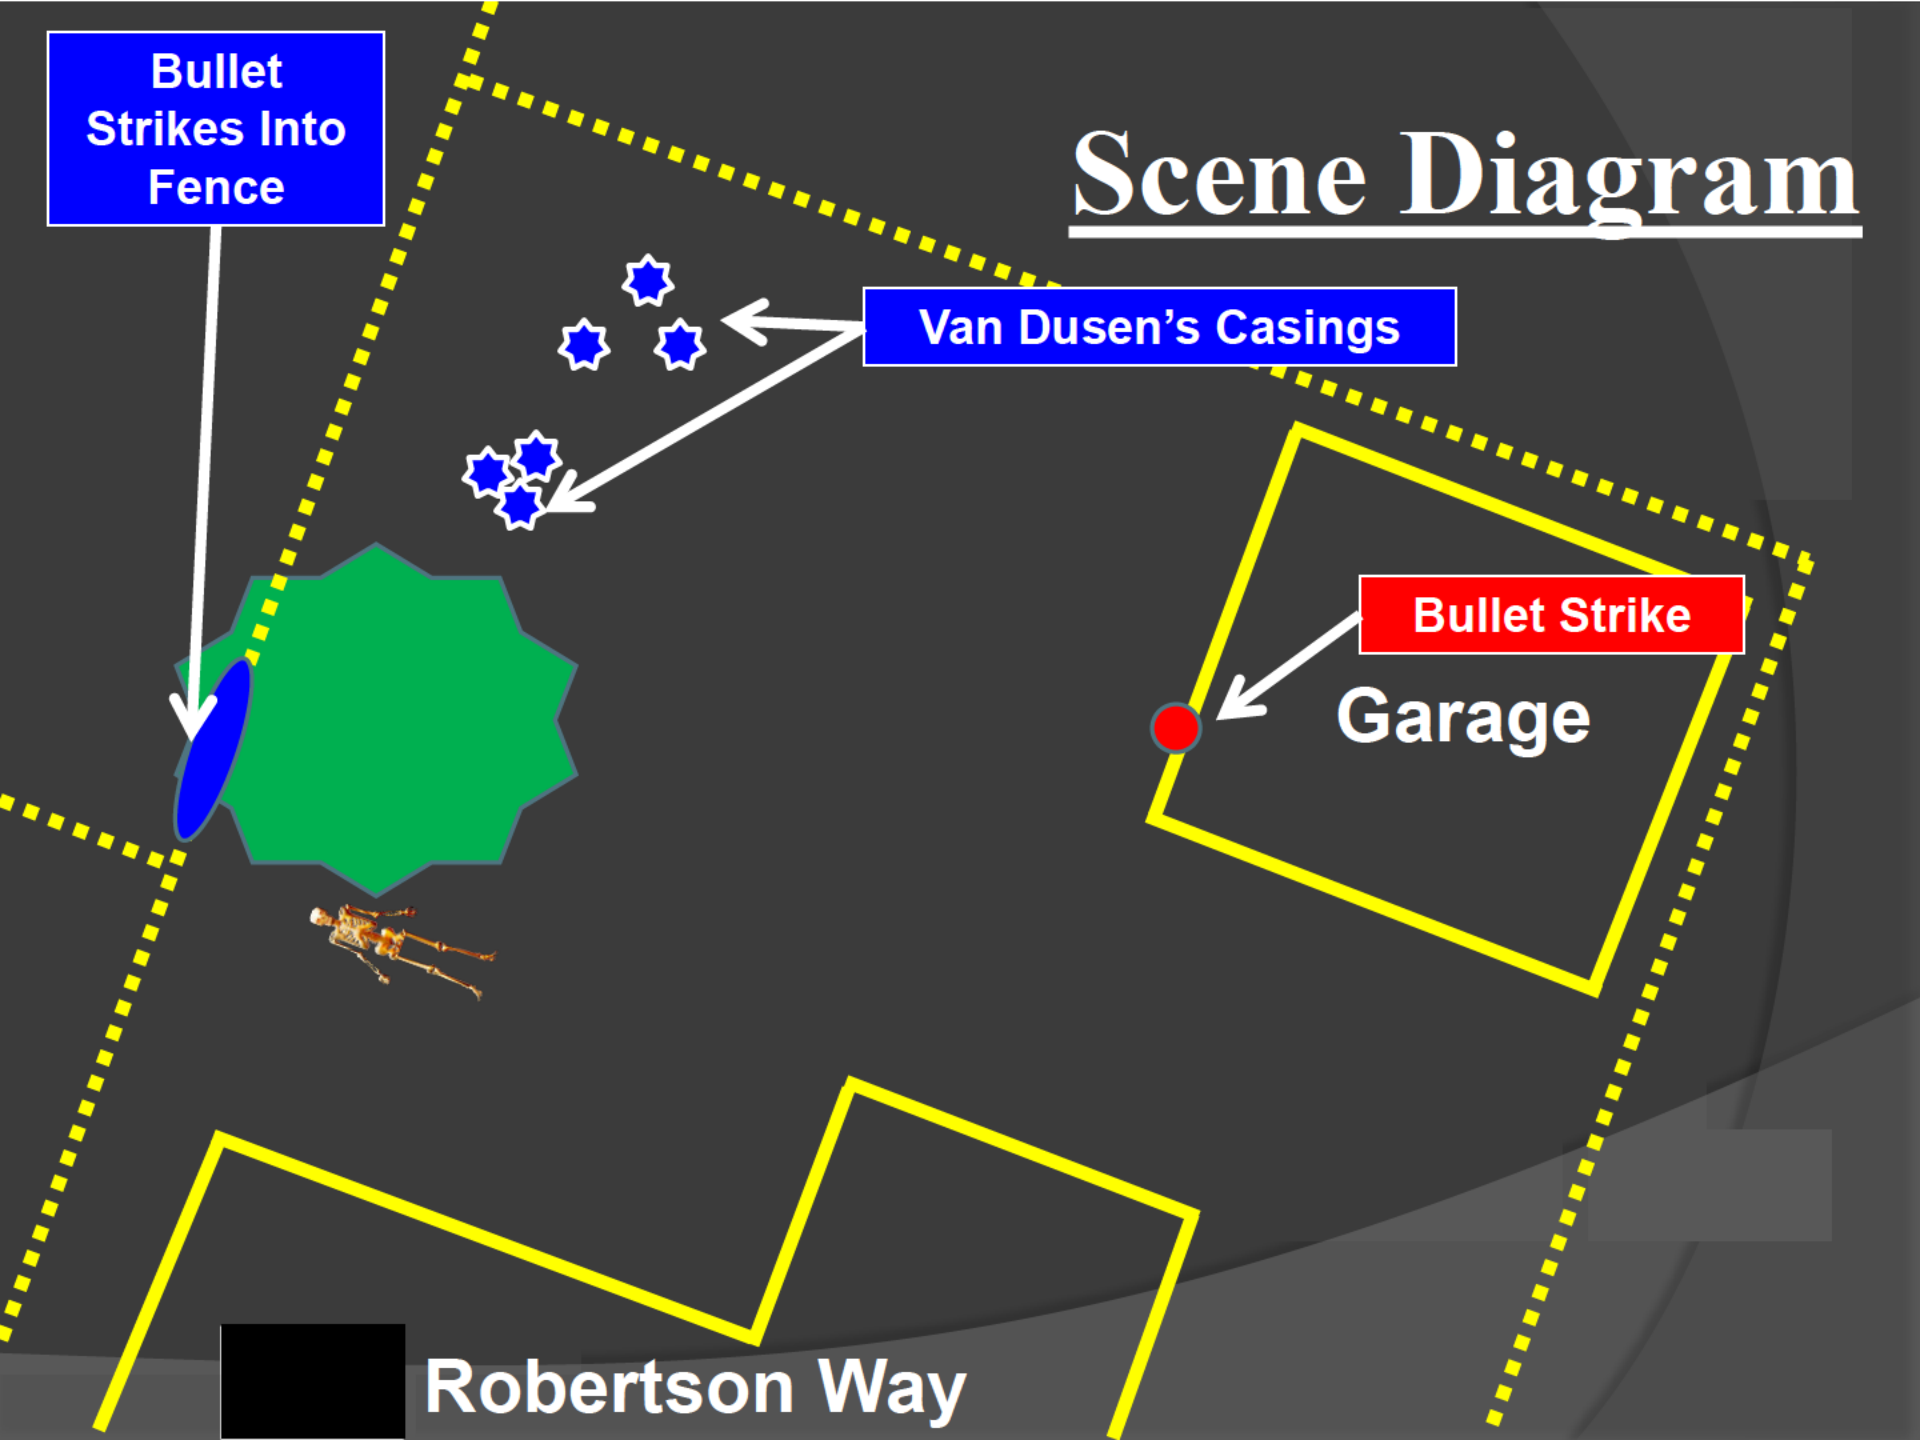 Bullet
Strikes Into
Fence
Scene Diagram
Van Dusen’s Casings
Bullet Strike
Garage
Robertson Way